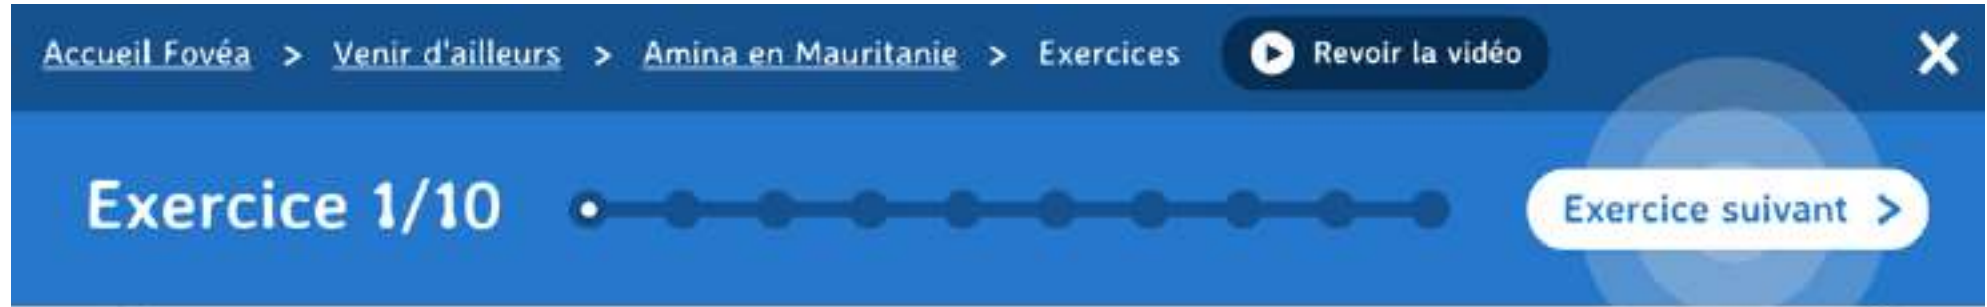 Accueil Fovéa > Venir d'ailleurs > Amina en Mauritanie > Exercices Revoir la vidéo
Exercice 1/10 Exercice suivant >